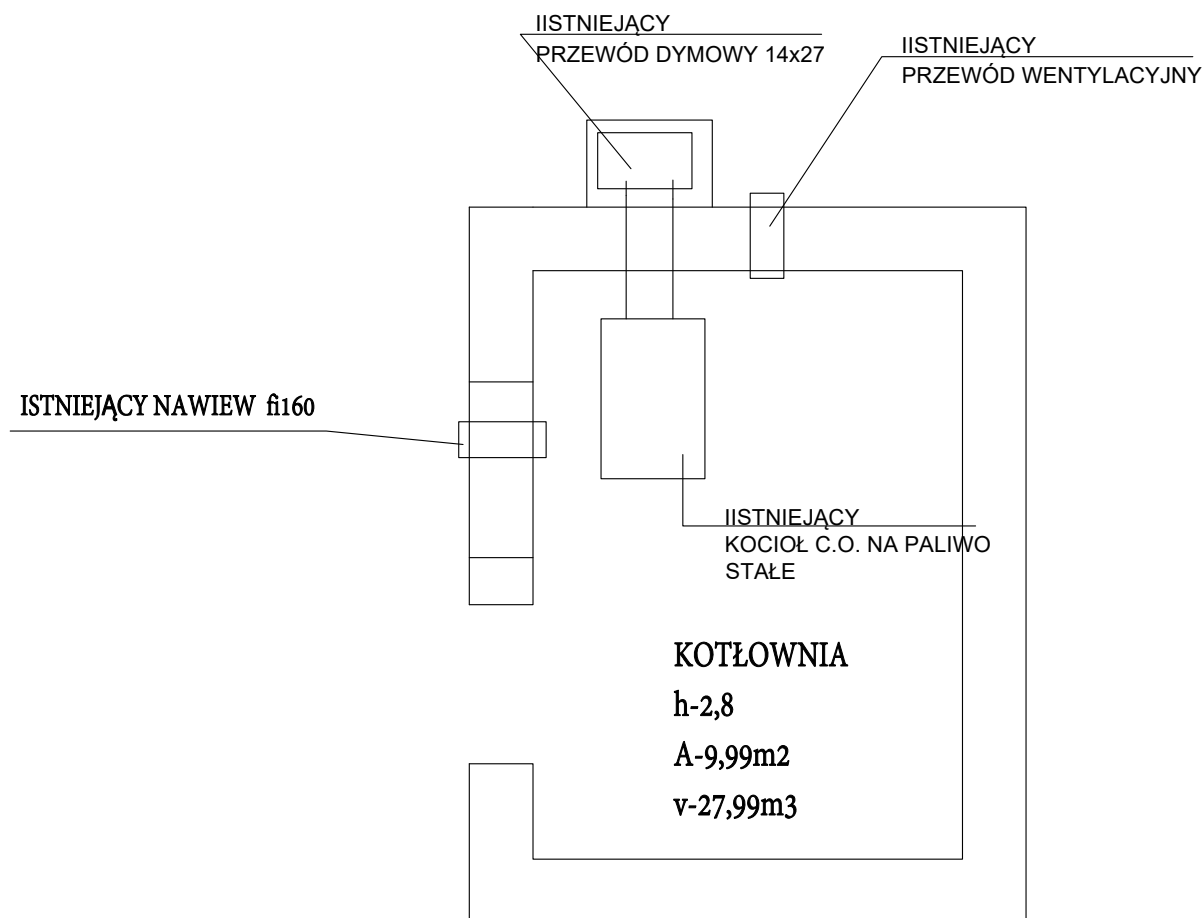 IISTNIEJĄCY
PRZEWÓD DYMOWY 14x27
IISTNIEJĄCY
PRZEWÓD WENTYLACYJNY
ISTNIEJĄCY NAWIEW fi160
IISTNIEJĄCY
KOCIOŁ C.O. NA PALIWO
STAŁE
KOTŁOWNIA
h-2,8
A-9,99m2
v-27,99m3